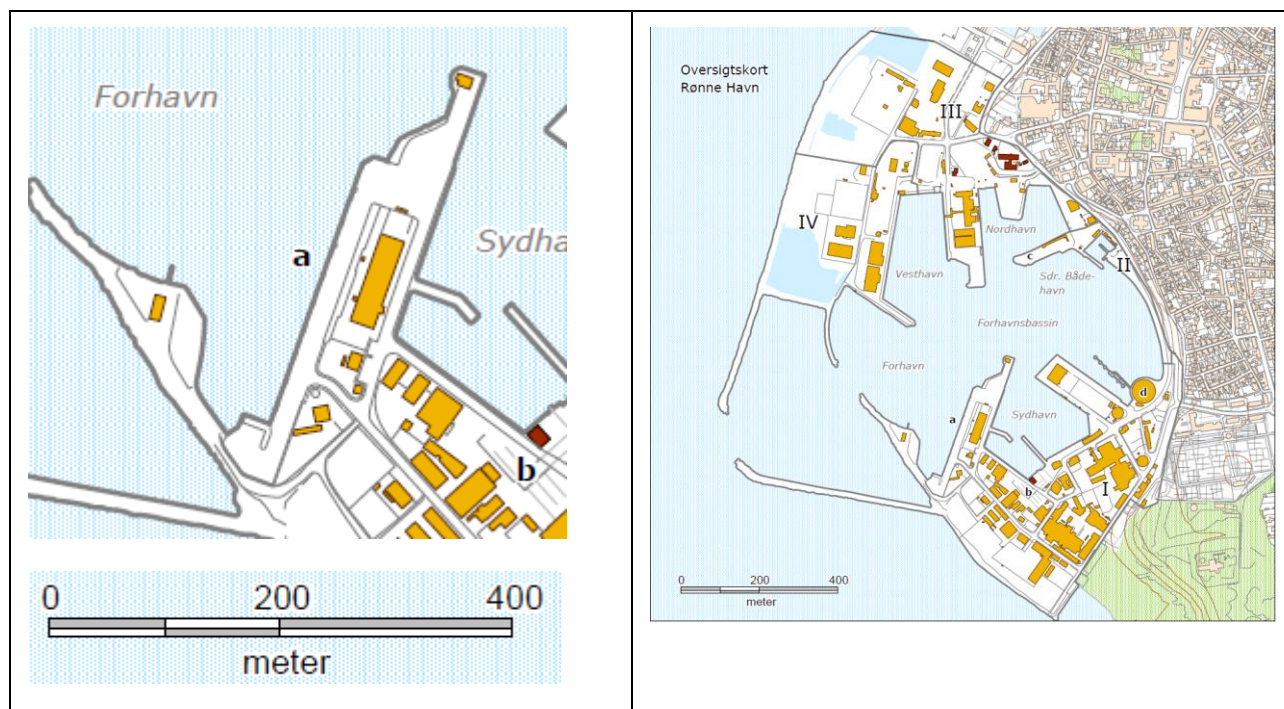 Forhavn
Sydha
a
b
0 200 400
meter
Oversigtskort
Rønne Havn
III
IV
Nordhavn
Vesthavn
c
II
Sdr. Både-
havn
Forhavnsbassin
Forhavn
d
a
Sydhavn
b
I
0 200 400
meter